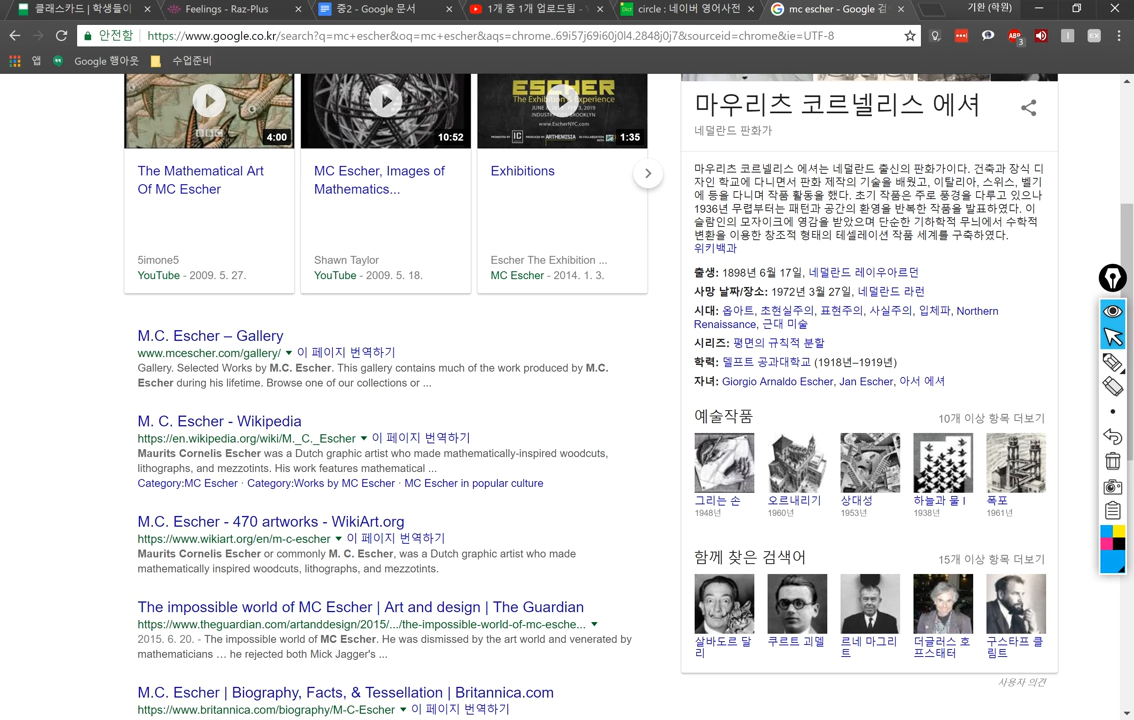 클래스카드 | 학생들이
Feelings - Raz-Plus
중2 - Google 문서
1개 중 1개 업로드됨 -
circle : 네이버 영어사전
mc escher - Google 검
기환 (학원)
안전함
https://www.google.co.kr/search?q=mc+escher&oq=mc+escher&aqs=chrome..69i57j69i60j0l4.2848j0j7&sourceid=chrome&ie=UTF-8
ABP
3
앱
Google 행아웃
수업준비
BBC
4:00
10:52
ESCHER
The Exhibition & Experience
1:35
The Mathematical Art
Of MC Escher
5imone5
YouTube - 2009. 5. 27.
MC Escher, Images of
Mathematics...
Shawn Taylor
YouTube - 2009. 5. 18.
Exhibitions
Escher The Exhibition ...
MC Escher - 2014. 1. 3.
M.C. Escher – Gallery
www.mcescher.com/gallery/ ▼ 이 페이지 번역하기
Gallery. Selected Works by M.C. Escher. This gallery contains much of the work produced by M.C.
Escher during his lifetime. Browse one of our collections or ...
M. C. Escher - Wikipedia
https://en.wikipedia.org/wiki/M._C._Escher ▼ 이 페이지 번역하기
Maurits Cornelis Escher was a Dutch graphic artist who made mathematically-inspired woodcuts,
lithographs, and mezzotints. His work features mathematical ...
Category:MC Escher · Category:Works by MC Escher · MC Escher in popular culture
M.C. Escher - 470 artworks - WikiArt.org
https://www.wikiart.org/en/m-c-escher ▼ 이 페이지 번역하기
Maurits Cornelis Escher or commonly M. C. Escher, was a Dutch graphic artist who made
mathematically inspired woodcuts, lithographs, and mezzotints.
The impossible world of MC Escher | Art and design | The Guardian
https://www.theguardian.com/artanddesign/2015/.../the-impossible-world-of-mc-esche... ▼
2015. 6. 20. - The impossible world of MC Escher. He was dismissed by the art world and venerated by
mathematicians … he rejected both Mick Jagger's ...
M.C. Escher | Biography, Facts, & Tessellation | Britannica.com
https://www.britannica.com/biography/M-C-Escher ▼ 이 페이지 번역하기
마우리츠 코르넬리스 에셔
네덜란드 판화가
마우리츠 코르넬리스 에셔는 네덜란드 출신의 판화가이다. 건축과 장식 디
자인 학교에 다니면서 판화 제작의 기술을 배웠고, 이탈리아, 스위스, 벨기
에 등을 다니며 작품 활동을 했다. 초기 작품은 주로 풍경을 다루고 있으나
1936년 무렵부터는 패턴과 공간의 환영을 반복한 작품을 발표하였다. 이
슬람인의 모자이크에 영감을 받았으며 단순한 기하학적 무늬에서 수학적
변환을 이용한 창조적 형태의 테셀레이션 작품 세계를 구축하였다.
위키백과
출생: 1898년 6월 17일, 네덜란드 레이우아르던
사망 날짜/장소: 1972년 3월 27일, 네덜란드 라런
시대: 옵아트, 초현실주의, 표현주의, 사실주의, 입체파, Northern
Renaissance, 근대 미술
시리즈: 평면의 규칙적 분할
학력: 델프트 공과대학교 (1918년–1919년)
자녀: Giorgio Arnaldo Escher, Jan Escher, 아서 에셔
예술작품
10개 이상 항목 더보기
그리는 손
1948년
오르내리기
1960년
상대성
1953년
하늘과 물 I
1938년
폭포
1961년
함께 찾은 검색어
15개 이상 항목 더보기
살바도르 달
리
쿠르트 괴델
르네 마그리
트
더글러스 호
프스태터
구스타프 클
림트
사용자 의견